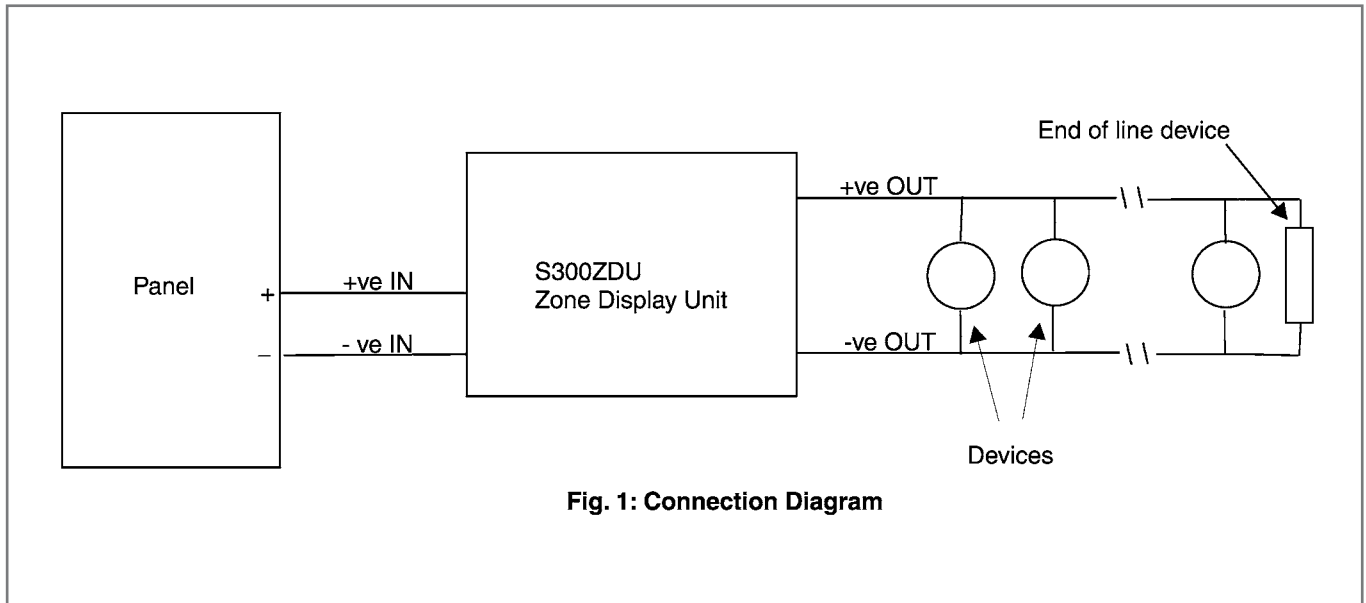 End of line device
+ve OUT
Panel
+
+ve IN
S300ZDU
Zone Display Unit
–
- ve IN
-ve OUT
Devices
Fig. 1: Connection Diagram